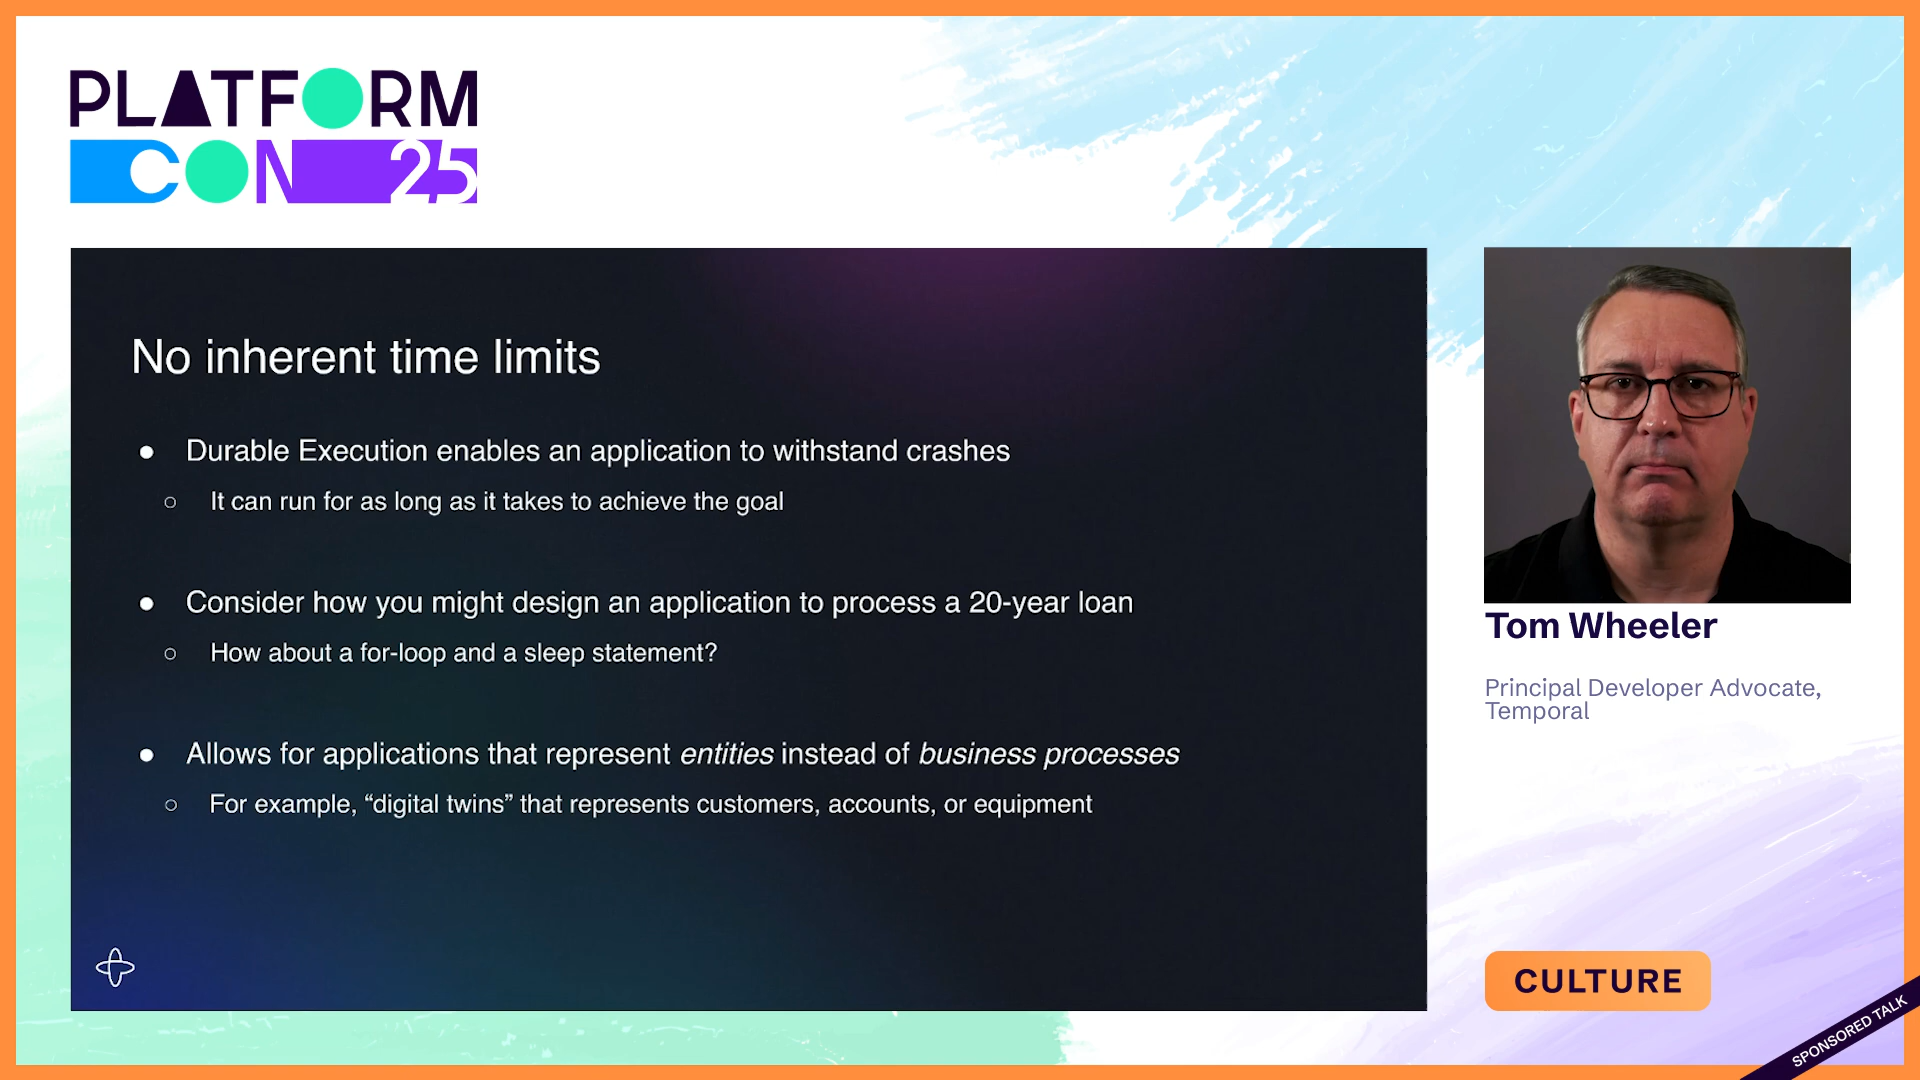 PLATFORM
CON 25
No inherent time limits
● Durable Execution enables an application to withstand crashes
○ It can run for as long as it takes to achieve the goal
● Consider how you might design an application to process a 20-year loan
○ How about a for-loop and a sleep statement?
● Allows for applications that represent entities instead of business processes
○ For example, “digital twins” that represents customers, accounts, or equipment
Tom Wheeler
Principal Developer Advocate,
Temporal
CULTURE
SPONSORED TALK